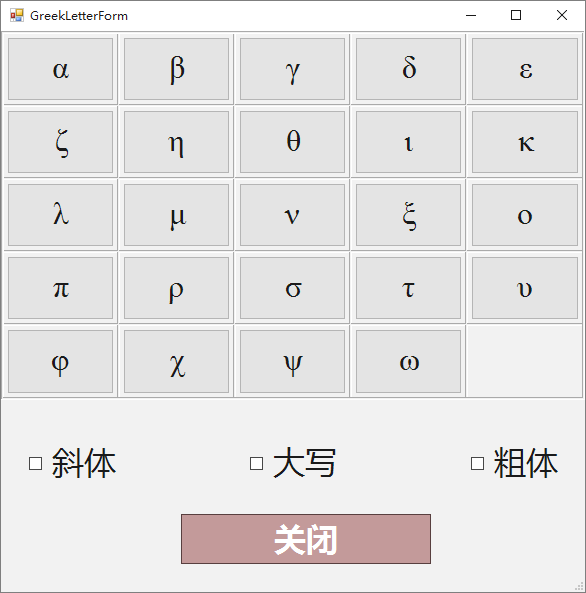 GreekLetterForm
α β γ δ ε
ζ η θ ι κ
λ μ ν ξ ο
π ρ σ τ υ
φ χ ψ ω
斜体 大写 粗体
关闭